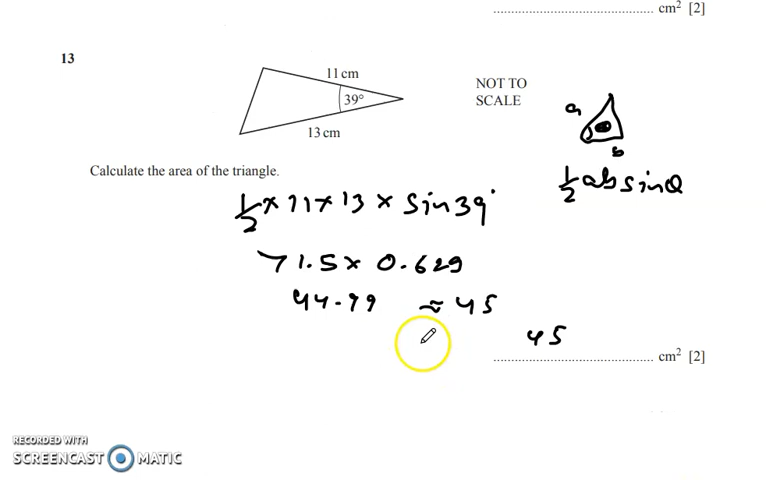 cm² [2]
13
11 cm
39°
13 cm
NOT TO
SCALE
a
b
Calculate the area of the triangle.
½ab sinθ
½ × 11 × 13 × sin 39°
71.5 × 0.629
44.99 ≈ 45
45
cm² [2]
RECORDED WITH
SCREENCAST MATIC